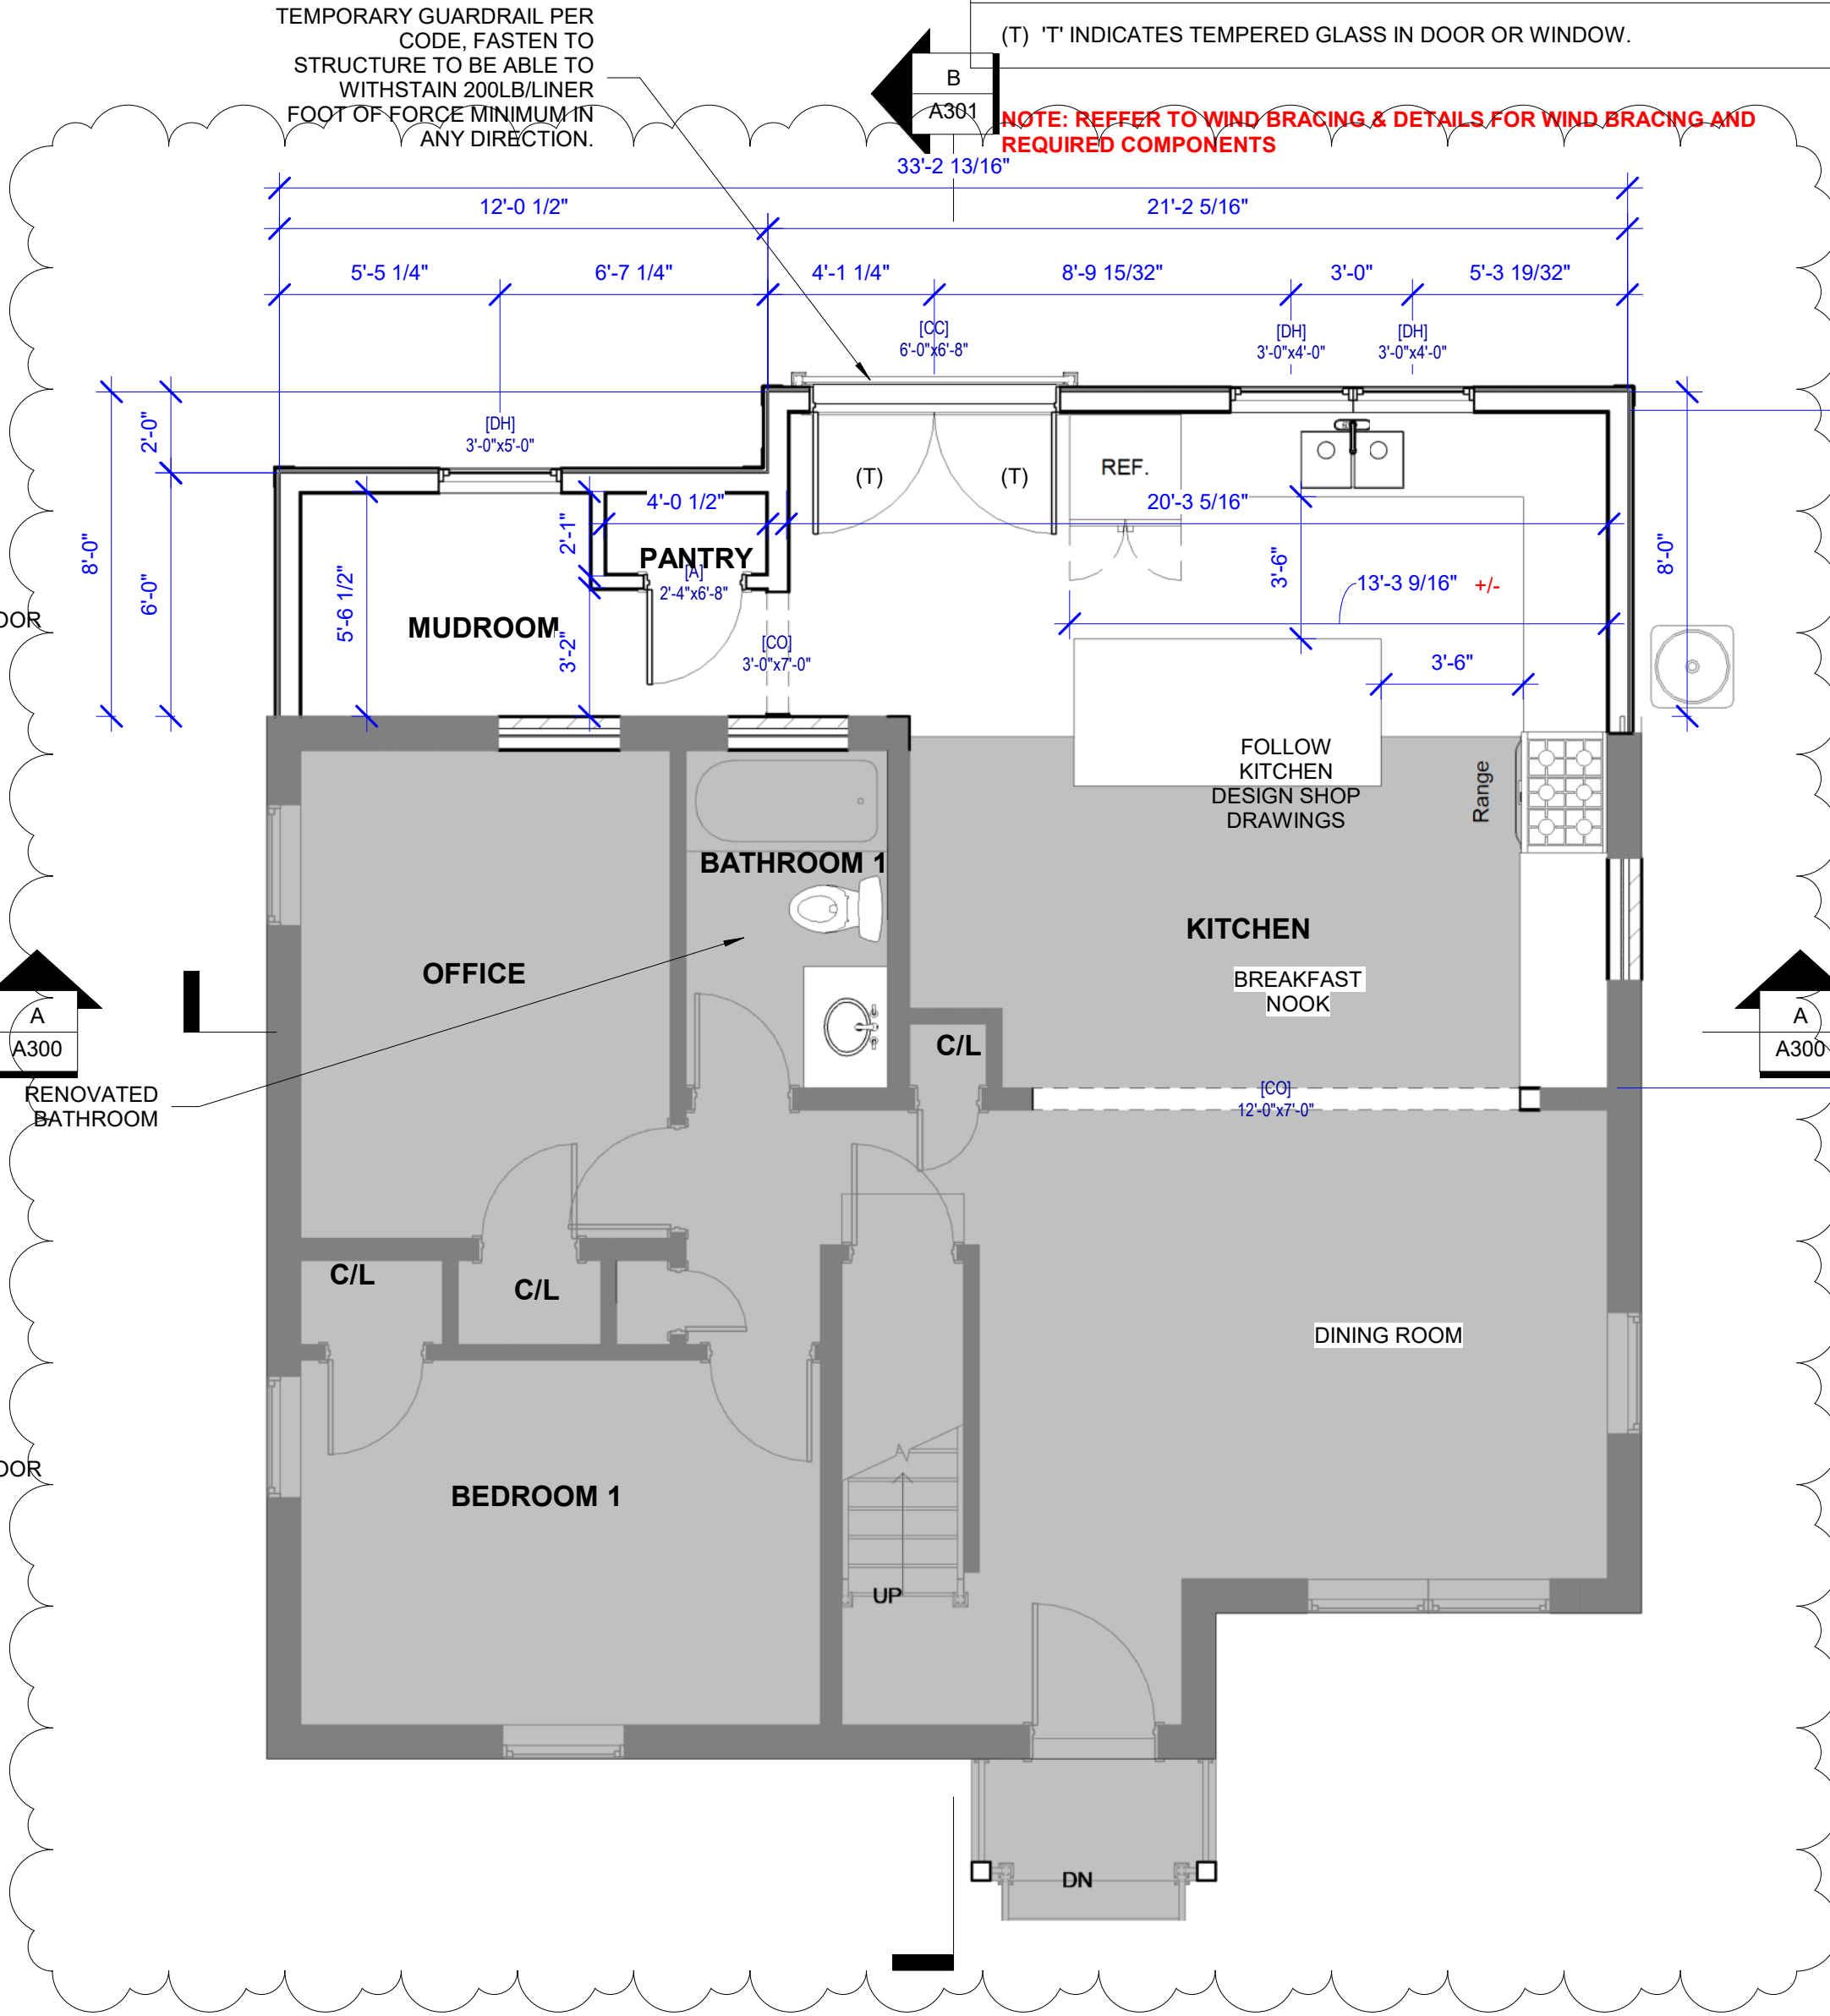 TEMPORARY GUARDRAIL PER
CODE, FASTEN TO
STRUCTURE TO BE ABLE TO
WITHSTAIN 200LB/LINER
FOOT OF FORCE MINIMUM IN
ANY DIRECTION.
(T) 'T' INDICATES TEMPERED GLASS IN DOOR OR WINDOW.
B
A301
NOTE: REFFER TO WIND BRACING & DETAILS FOR WIND BRACING AND
REQUIRED COMPONENTS
33'-2 13/16"
12'-0 1/2"
21'-2 5/16"
5'-5 1/4"
6'-7 1/4"
4'-1 1/4"
8'-9 15/32"
3'-0"
5'-3 19/32"
[CC]
6'-0"x6'-8"
[DH]
3'-0"x4'-0"
[DH]
3'-0"x4'-0"
[DH]
3'-0"x5'-0"
2'-0"
8'-0"
6'-0"
5'-6 1/2"
2'-1"
3'-2"
4'-0 1/2"
PANTRY
[A]
2'-4"x6'-8"
MUDROOM
[CO]
3'-0"x7'-0"
(T)
(T)
REF.
20'-3 5/16"
3'-6"
13'-3 9/16" +/-
3'-6"
8'-0"
OOR
FOLLOW
KITCHEN
DESIGN SHOP
DRAWINGS
Range
BATHROOM 1
KITCHEN
BREAKFAST
NOOK
OFFICE
A
A300
A
A300
RENOVATED
BATHROOM
C/L
[CO]
12'-0"x7'-0"
C/L
C/L
DINING ROOM
OOR
BEDROOM 1
UP
DN